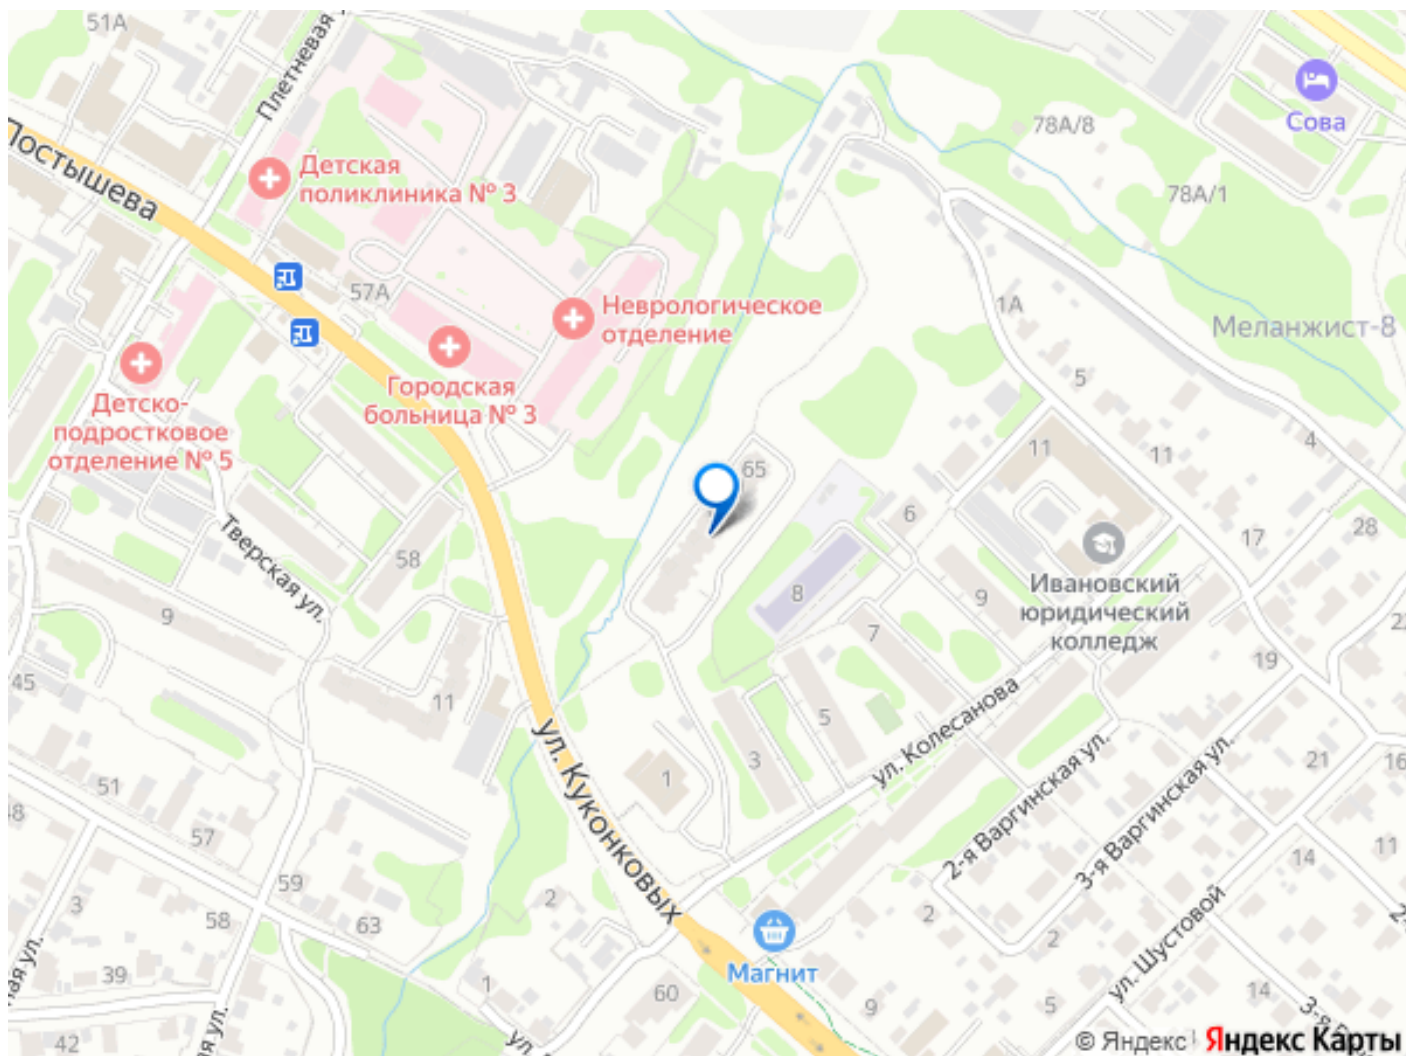 51А
Плетневая
Постышева
Детская
поликлиника № 3
57А
Неврологическое
отделение
Городская
больница № 3
Детско-
подростковое
отделение № 5
Сова
78А/8
78А/1
1А
Меланжист-8
5
4
11
11
65
6
17
28
Ивановский
юридический
колледж
8
9
7
Тверская ул.
58
9
11
45
19
22
5
3
ул. Колесанова
1
21
16
2-я Варгинская ул.
3-я Варгинская ул.
ул. Куконковых
51
48
57
59
58
63
3
39
42
2
1
60
Магнит
9
2
2
5
14
11
14
ул. Шустовой
© Яндекс
Яндекс Карты